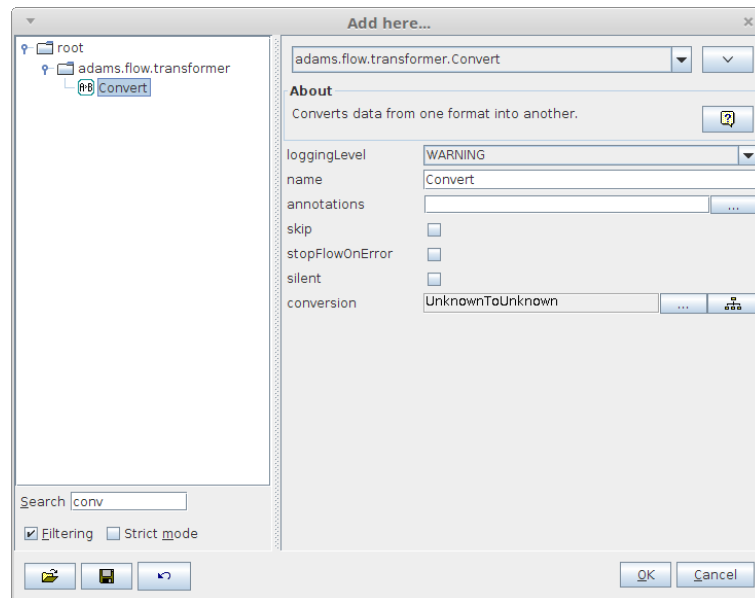 Add here...
root
adams.flow.transformer
Convert
adams.flow.transformer.Convert
About
Converts data from one format into another.
loggingLevel WARNING
name Convert
annotations ...
skip
stopFlowOnError
silent
conversion UnknownToUnknown ...
Search conv
Filtering Strict mode
OK Cancel